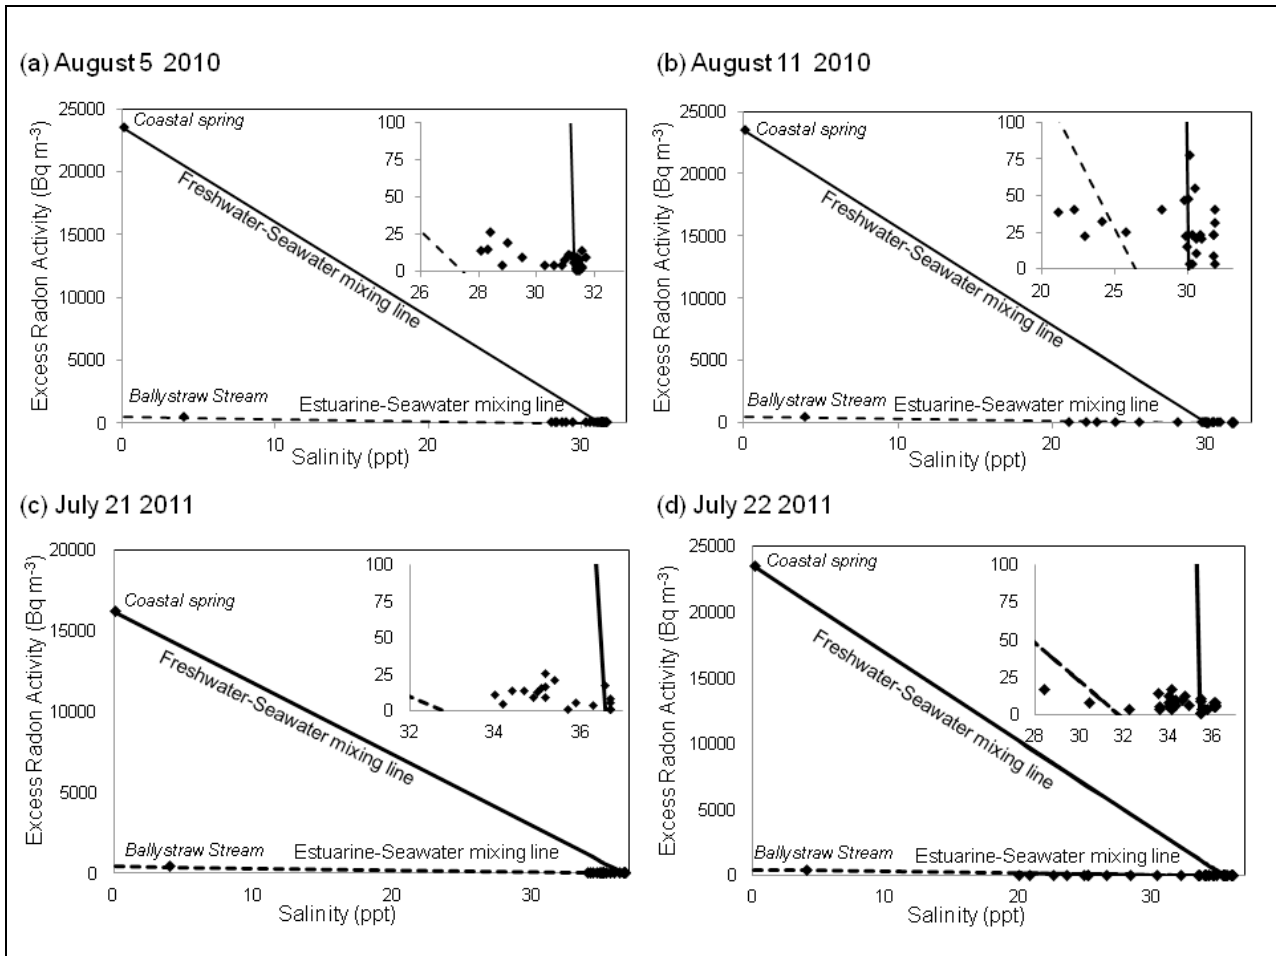 (a) August 5 2010
Excess Radon Activity (Bq m-3)
25000
20000
15000
10000
5000
0
Coastal spring
Freshwater-Seawater mixing line
Ballystraw Stream
Estuarine-Seawater mixing line
100
75
50
25
0
26 28 30 32
0 10 20 30
Salinity (ppt)
(b) August 11 2010
Excess Radon Activity (Bq m-3)
25000
20000
15000
10000
5000
0
Coastal spring
Freshwater-Seawater mixing line
Ballystraw Stream
Estuarine-Seawater mixing line
100
75
50
25
0
20 25 30
0 10 20 30
Salinity (ppt)
(c) July 21 2011
Excess Radon Activity (Bq m-3)
20000
15000
10000
5000
0
Coastal spring
Freshwater-Seawater mixing line
Ballystraw Stream
Estuarine-Seawater mixing line
100
75
50
25
0
32 34 36
0 10 20 30
Salinity (ppt)
(d) July 22 2011
Excess Radon Activity (Bq m-3)
25000
20000
15000
10000
5000
0
Coastal spring
Freshwater-Seawater mixing line
Ballystraw Stream
Estuarine-Seawater mixing line
100
75
50
25
0
28 30 32 34 36
0 10 20 30
Salinity (ppt)